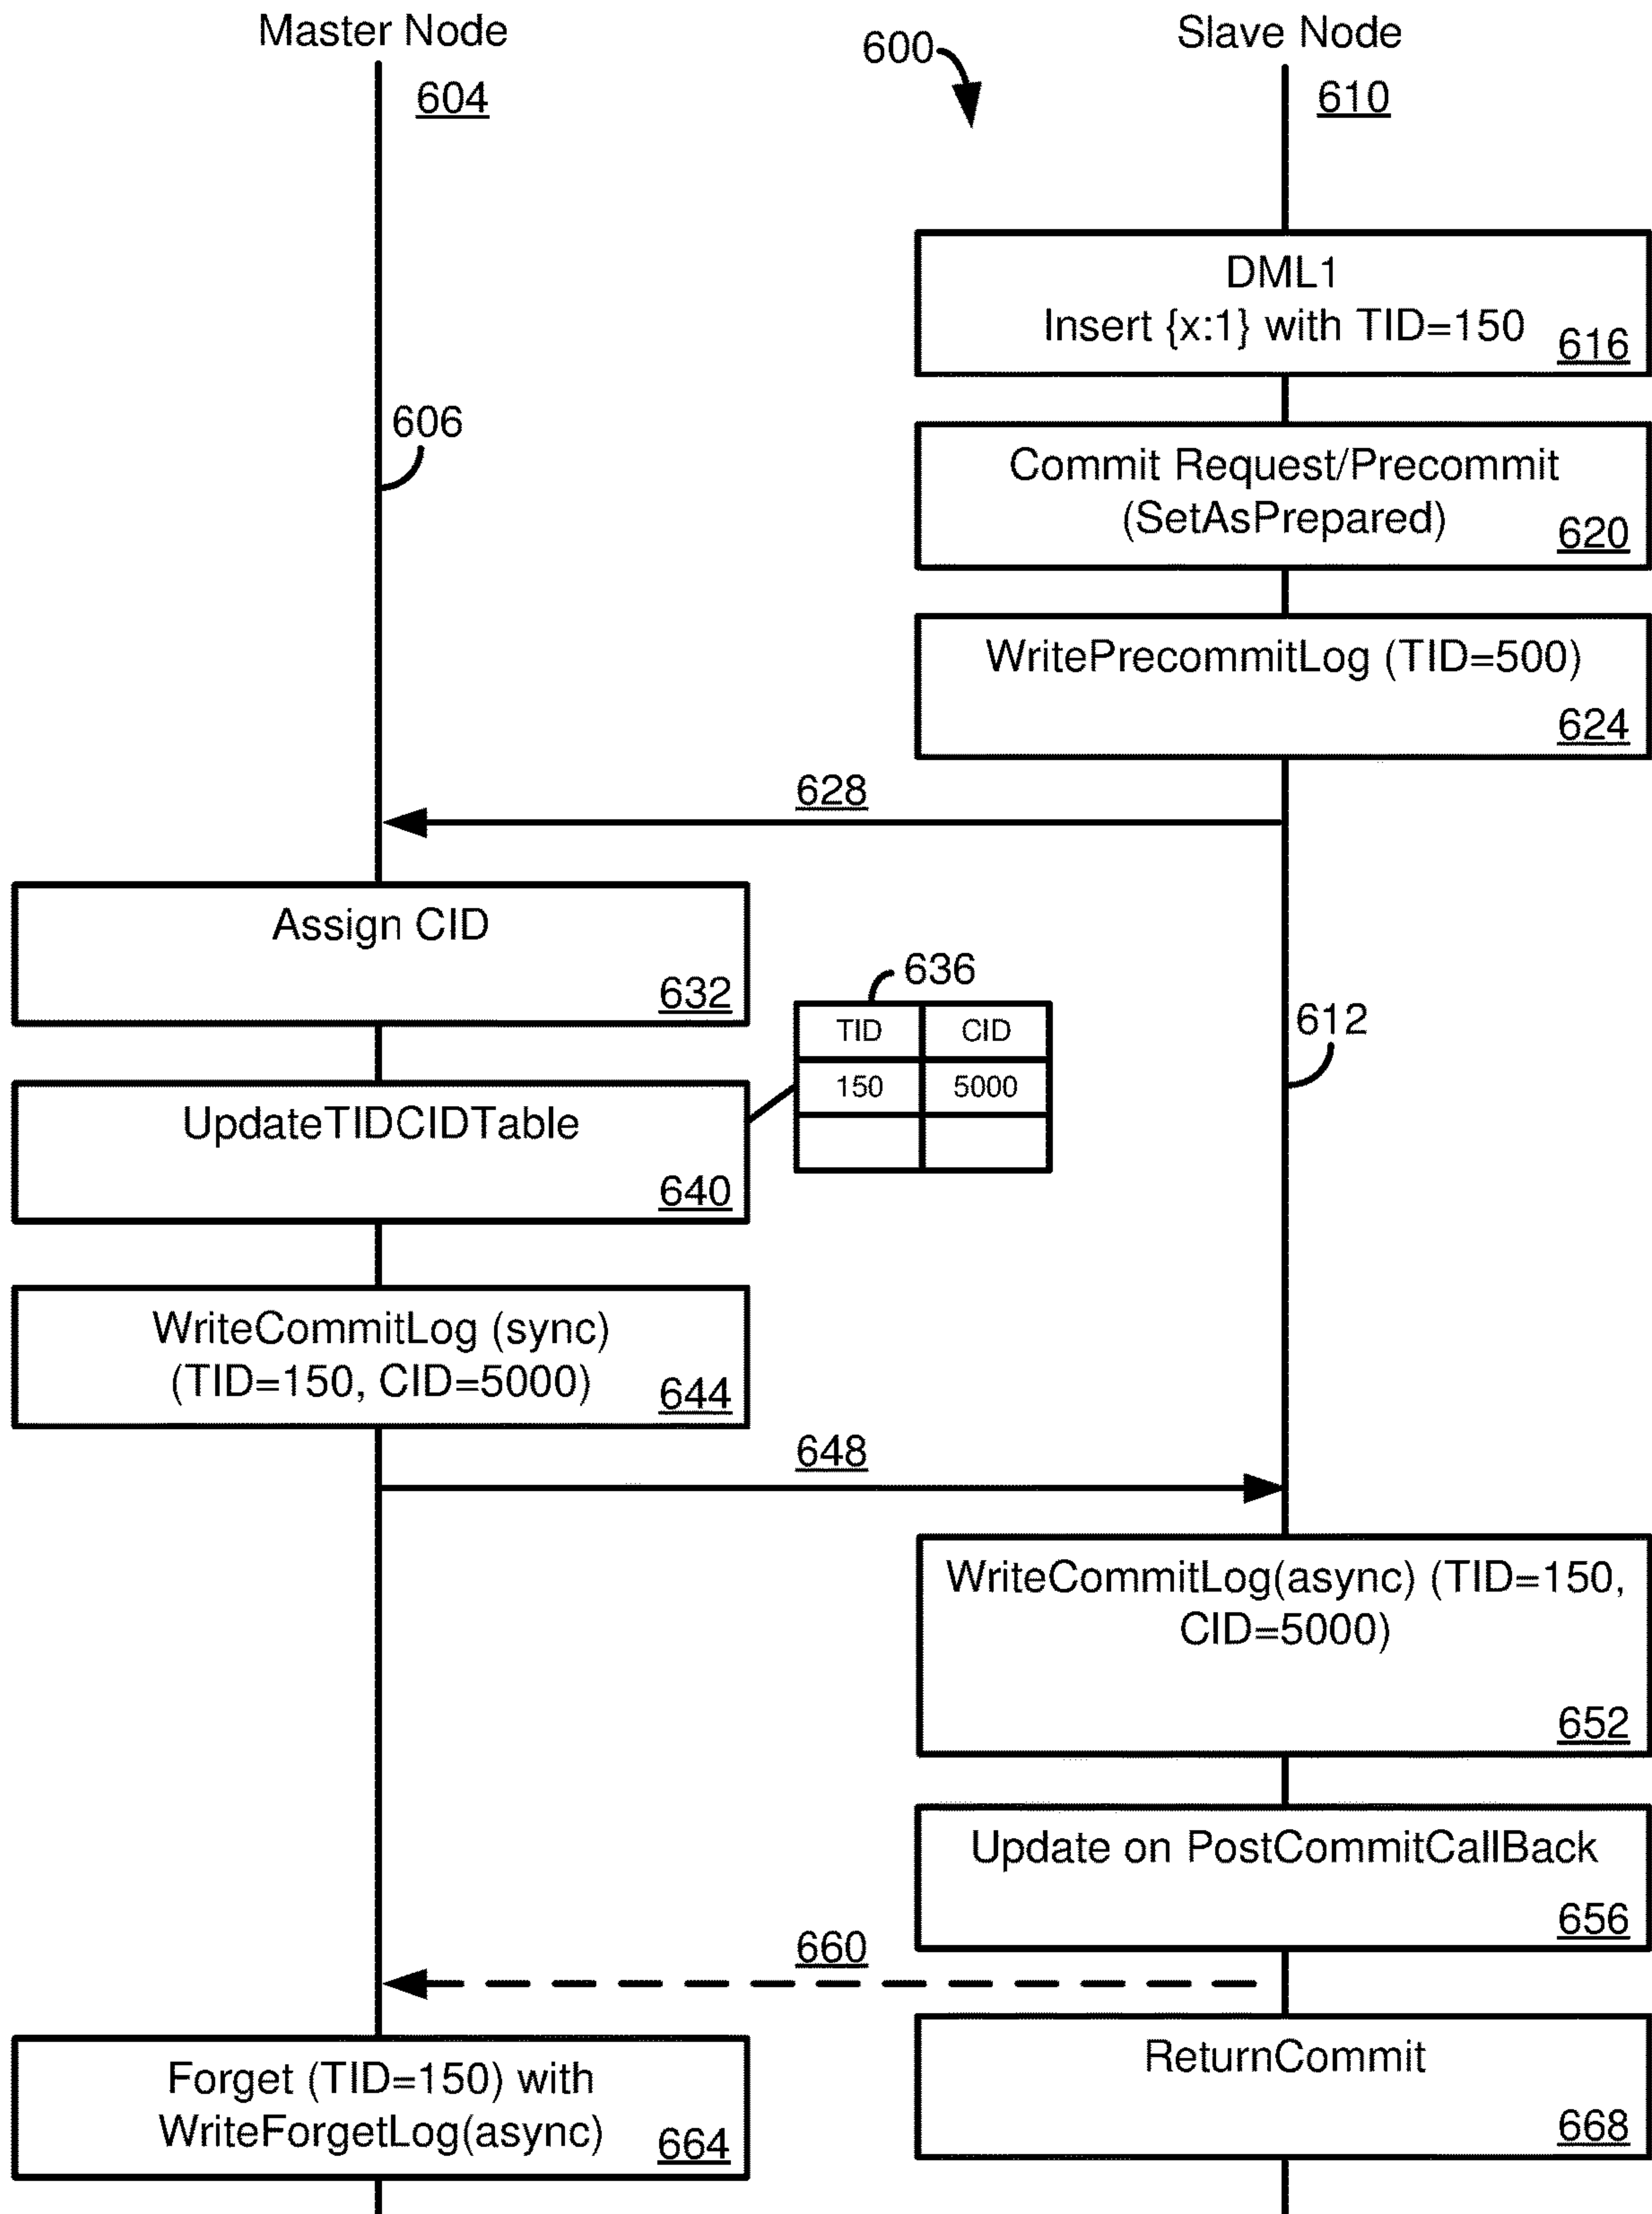 Master Node
604
600
Slave Node
610
DML1
Insert {x:1} with TID=150
616
606
Commit Request/Precommit
(SetAsPrepared)
620
WritePrecommitLog (TID=500)
624
628
Assign CID
632
636
TID CID
150 5000
612
UpdateTIDCIDTable
640
WriteCommitLog (sync)
(TID=150, CID=5000)
644
648
WriteCommitLog(async) (TID=150,
CID=5000)
652
Update on PostCommitCallBack
656
660
Forget (TID=150) with
WriteForgetLog(async)
664
ReturnCommit
668